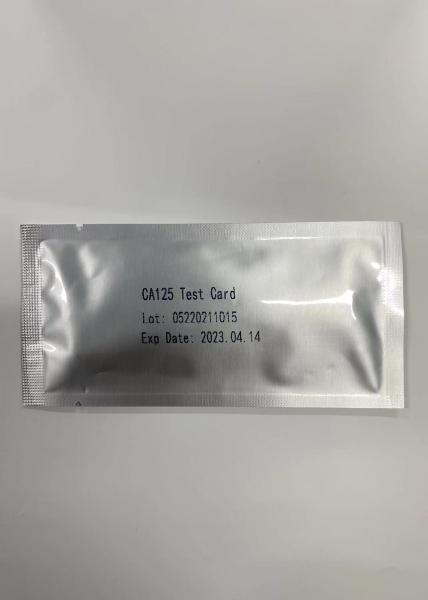 CA125 Test Card
Lot: 05220211015
Exp Date: 2023.04.14